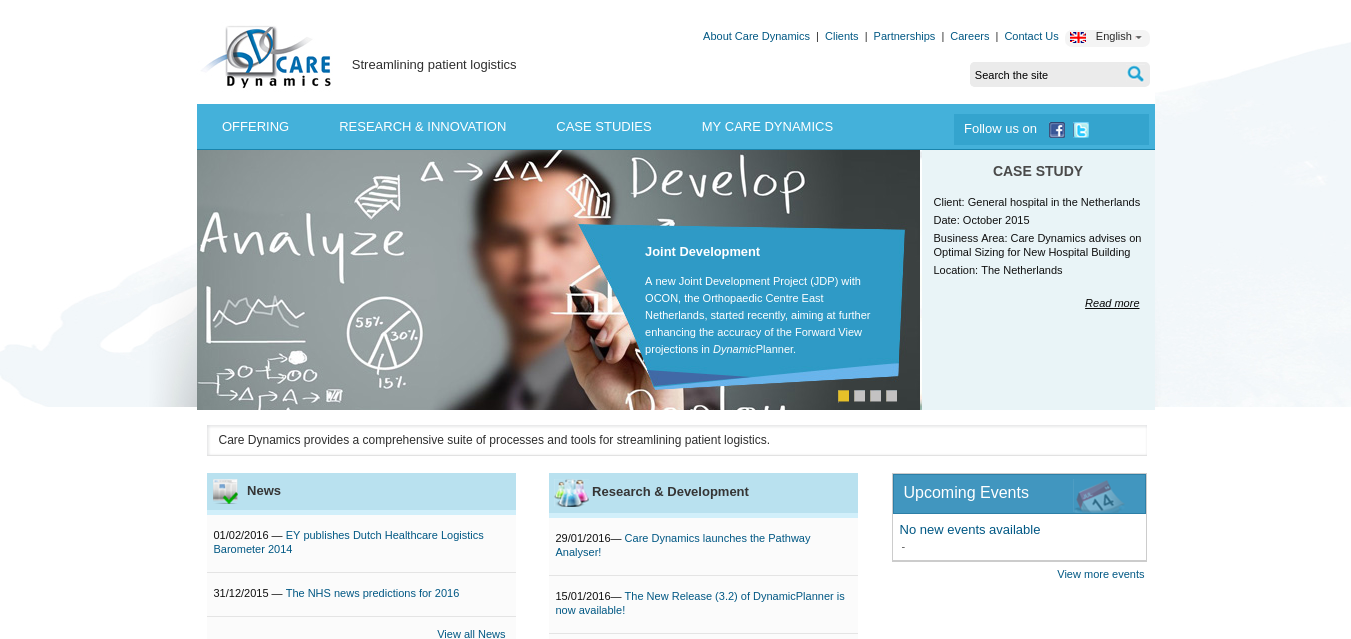 CARE
Dynamics
Streamlining patient logistics
About Care Dynamics | Clients | Partnerships | Careers | Contact Us English
Search the site
OFFERING RESEARCH & INNOVATION CASE STUDIES MY CARE DYNAMICS
Follow us on
Analyze
Develop
A A A
55%
30%
15%
A A
Joint Development
A new Joint Development Project (JDP) with
OCON, the Orthopaedic Centre East
Netherlands, started recently, aiming at further
enhancing the accuracy of the Forward View
projections in DynamicPlanner.
CASE STUDY
Client: General hospital in the Netherlands
Date: October 2015
Business Area: Care Dynamics advises on
Optimal Sizing for New Hospital Building
Location: The Netherlands
Read more
Care Dynamics provides a comprehensive suite of processes and tools for streamlining patient logistics.
News
01/02/2016 — EY publishes Dutch Healthcare Logistics
Barometer 2014
31/12/2015 — The NHS news predictions for 2016
View all News
Research & Development
29/01/2016— Care Dynamics launches the Pathway
Analyser!
15/01/2016— The New Release (3.2) of DynamicPlanner is
now available!
Upcoming Events
14
No new events available
-
View more events